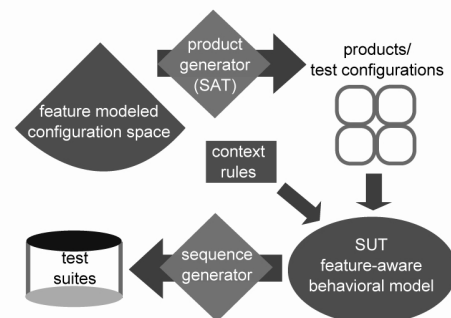 product
generator
(SAT)
products/
test configurations
feature modeled
configuration space
context
rules
test
suites
sequence
generator
SUT
feature-aware
behavioral model